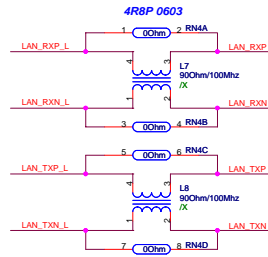 4R8P 0603
1 0Ohm 2 RN4A
LAN_RXP_L LAN_RXP
4 3
L7
90Ohm/100Mhz
/X
1 2
LAN_RXN_L LAN_RXN
3 0Ohm 4 RN4B
5 0Ohm 6 RN4C
LAN_TXP_L LAN_TXP
4 3
L8
90Ohm/100Mhz
/X
1 2
LAN_TXN_L LAN_TXN
7 0Ohm 8 RN4D